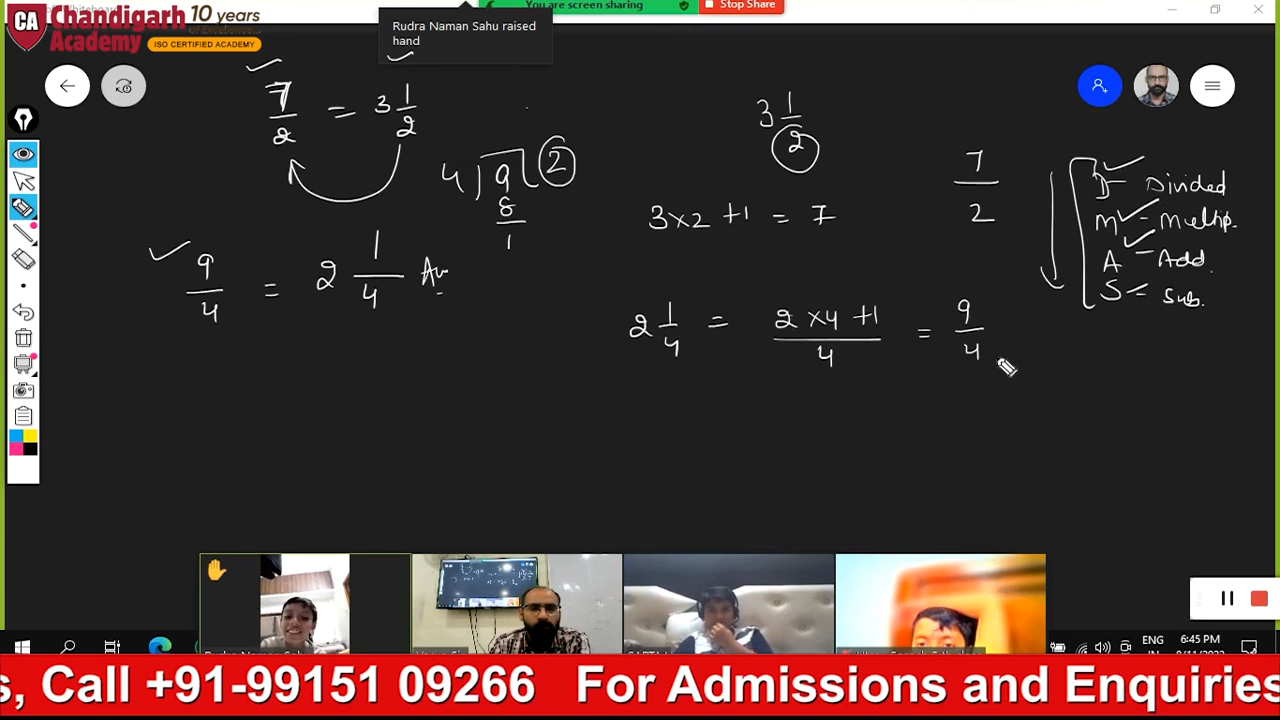 Chandigarh
Academy
10 years
of Excellence...
ISO CERTIFIED ACADEMY
CA
Rudra Naman Sahu raised
hand
You are screen sharing
Stop Share
7/2 = 3 1/2
4 ) 9 ( 2
8
1
9/4 = 2 1/4
3 1/2
3×2 +1 = 7
7/2
D - Divided
M - Multip.
A - Add.
S - Sub.
2 1/4 = 2×4+1/4 = 9/4
ENG
IN
6:45 PM
s, Call +91-99151 09266 For Admissions and Enquiries